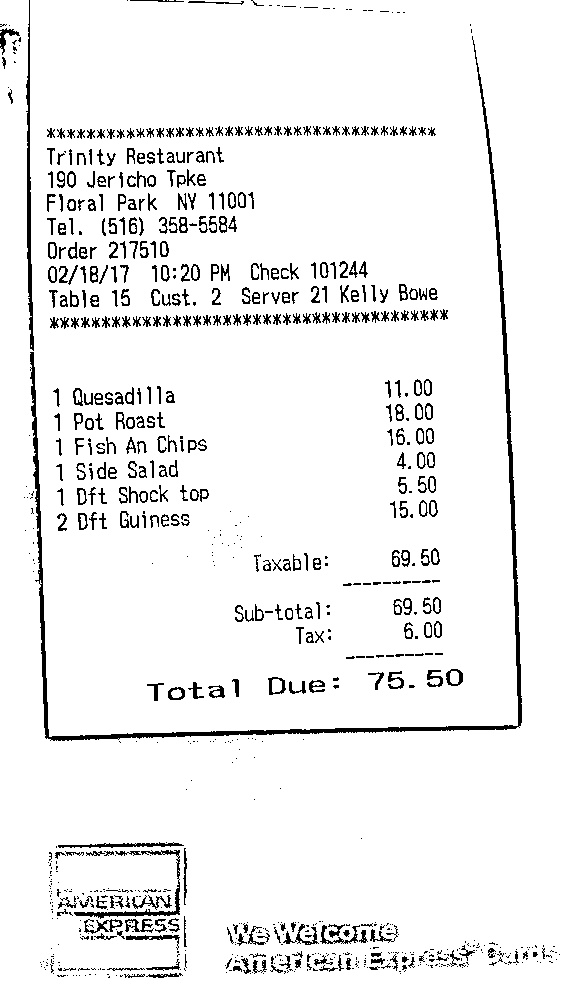 ****************************************
Trinity Restaurant
190 Jericho Tpke
Floral Park NY 11001
Tel. (516) 358-5584
Order 217510
02/18/17 10:20 PM Check 101244
Table 15 Cust. 2 Server 21 Kelly Bowe
****************************************
1 Quesadilla 11.00
1 Pot Roast 18.00
1 Fish An Chips 16.00
1 Side Salad 4.00
1 Dft Shock top 5.50
2 Dft Guiness 15.00
Taxable: 69.50
----------
Sub-total: 69.50
Tax: 6.00
----------
Total Due: 75.50
AMERICAN
EXPRESS
We Welcome
American Express® Cards